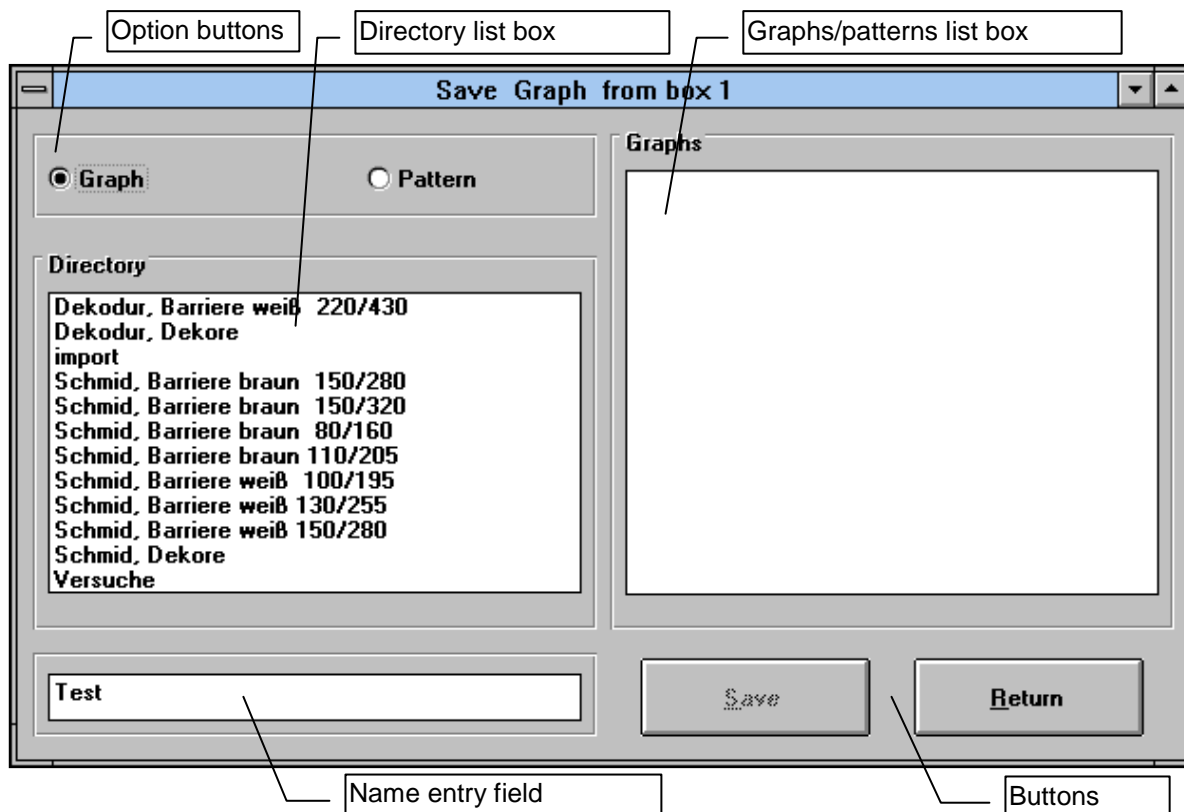 Option buttons
Directory list box
Graphs/patterns list box
Save Graph from box 1
Graph
Pattern
Graphs
Directory
Dekodur, Barriere weiß 220/430
Dekodur, Dekore
import
Schmid, Barriere braun 150/280
Schmid, Barriere braun 150/320
Schmid, Barriere braun 80/160
Schmid, Barriere braun 110/205
Schmid, Barriere weiß 100/195
Schmid, Barriere weiß 130/255
Schmid, Barriere weiß 150/280
Schmid, Dekore
Versuche
Test
Save
Return
Name entry field
Buttons